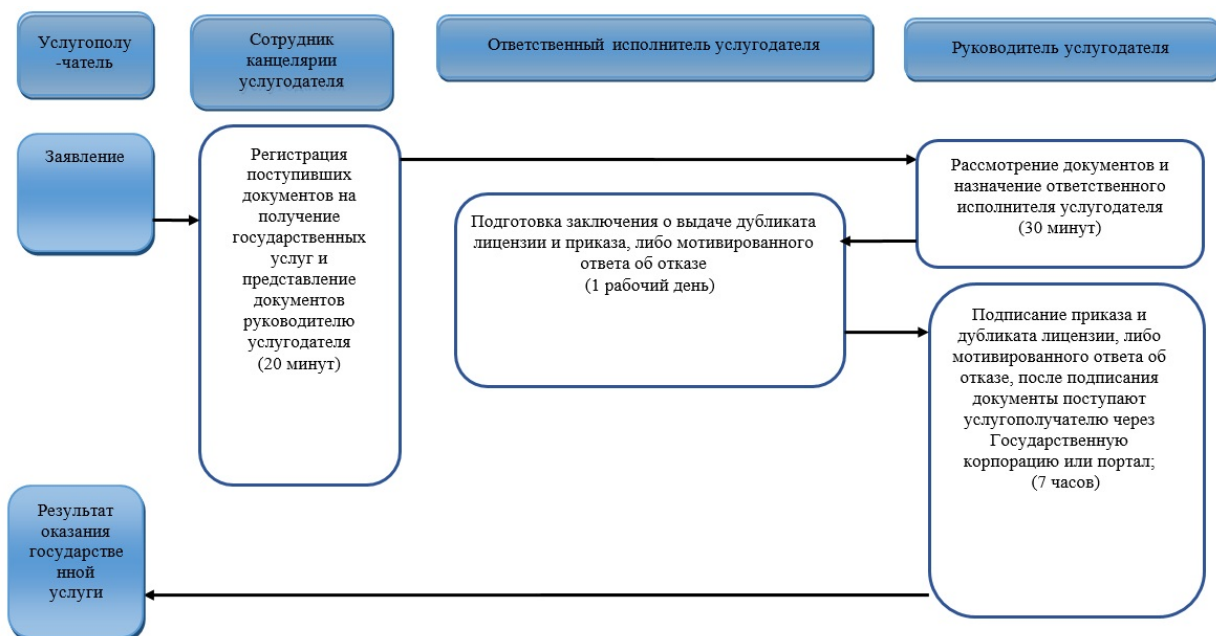 Услугополу
-чатель
Сотрудник
канцелярии
услугодателя
Ответственный исполнитель услугодателя
Руководитель услугодателя
Заявление
Регистрация
поступивших
документов на
получение
государственных
услуг и
представление
документов
руководителю
услугодателя
(20 минут)
Рассмотрение документов и
назначение ответственного
исполнителя услугодателя
(30 минут)
Подготовка заключения о выдаче дубликата
лицензии и приказа, либо мотивированного
ответа об отказе
(1 рабочий день)
Подписание приказа и
дубликата лицензии, либо
мотивированного ответа об
отказе, после подписания
документы поступают
услугополучателю через
Государственную
корпорацию или портал;
(7 часов)
Результат
оказания
государстве
нной
услуги